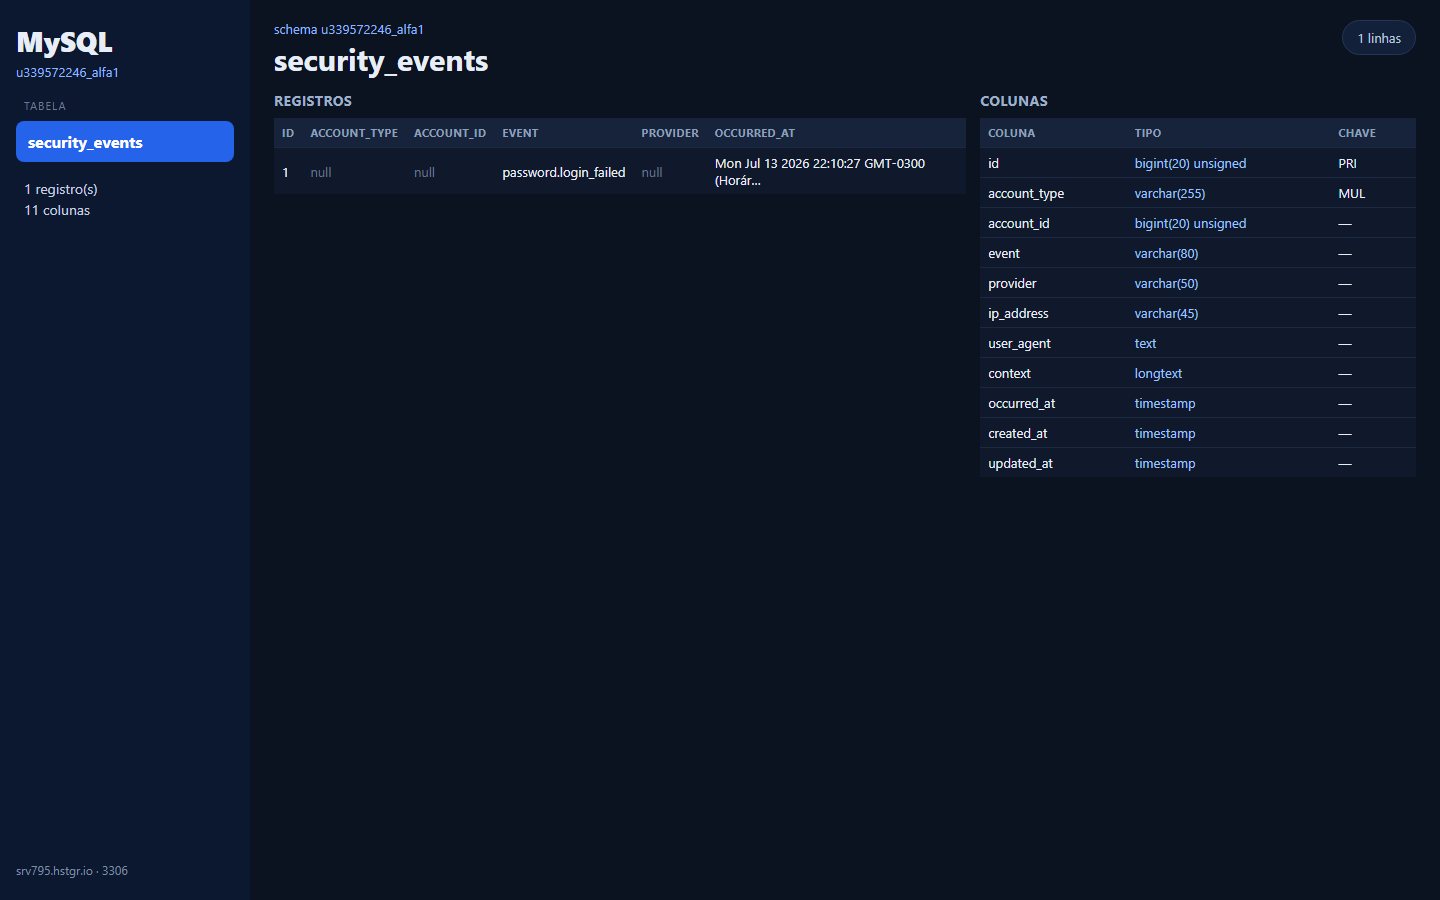 MySQL
u339572246_alfa1
TABELA
security_events
1 registro(s)
11 colunas
srv795.hstgr.io · 3306
schema u339572246_alfa1
security_events
1 linhas
REGISTROS
ID ACCOUNT_TYPE ACCOUNT_ID EVENT PROVIDER OCCURRED_AT
1 null null password.login_failed null Mon Jul 13 2026 22:10:27 GMT-0300
(Horár...
COLUNAS
COLUNA TIPO CHAVE
id bigint(20) unsigned PRI
account_type varchar(255) MUL
account_id bigint(20) unsigned —
event varchar(80) —
provider varchar(50) —
ip_address varchar(45) —
user_agent text —
context longtext —
occurred_at timestamp —
created_at timestamp —
updated_at timestamp —